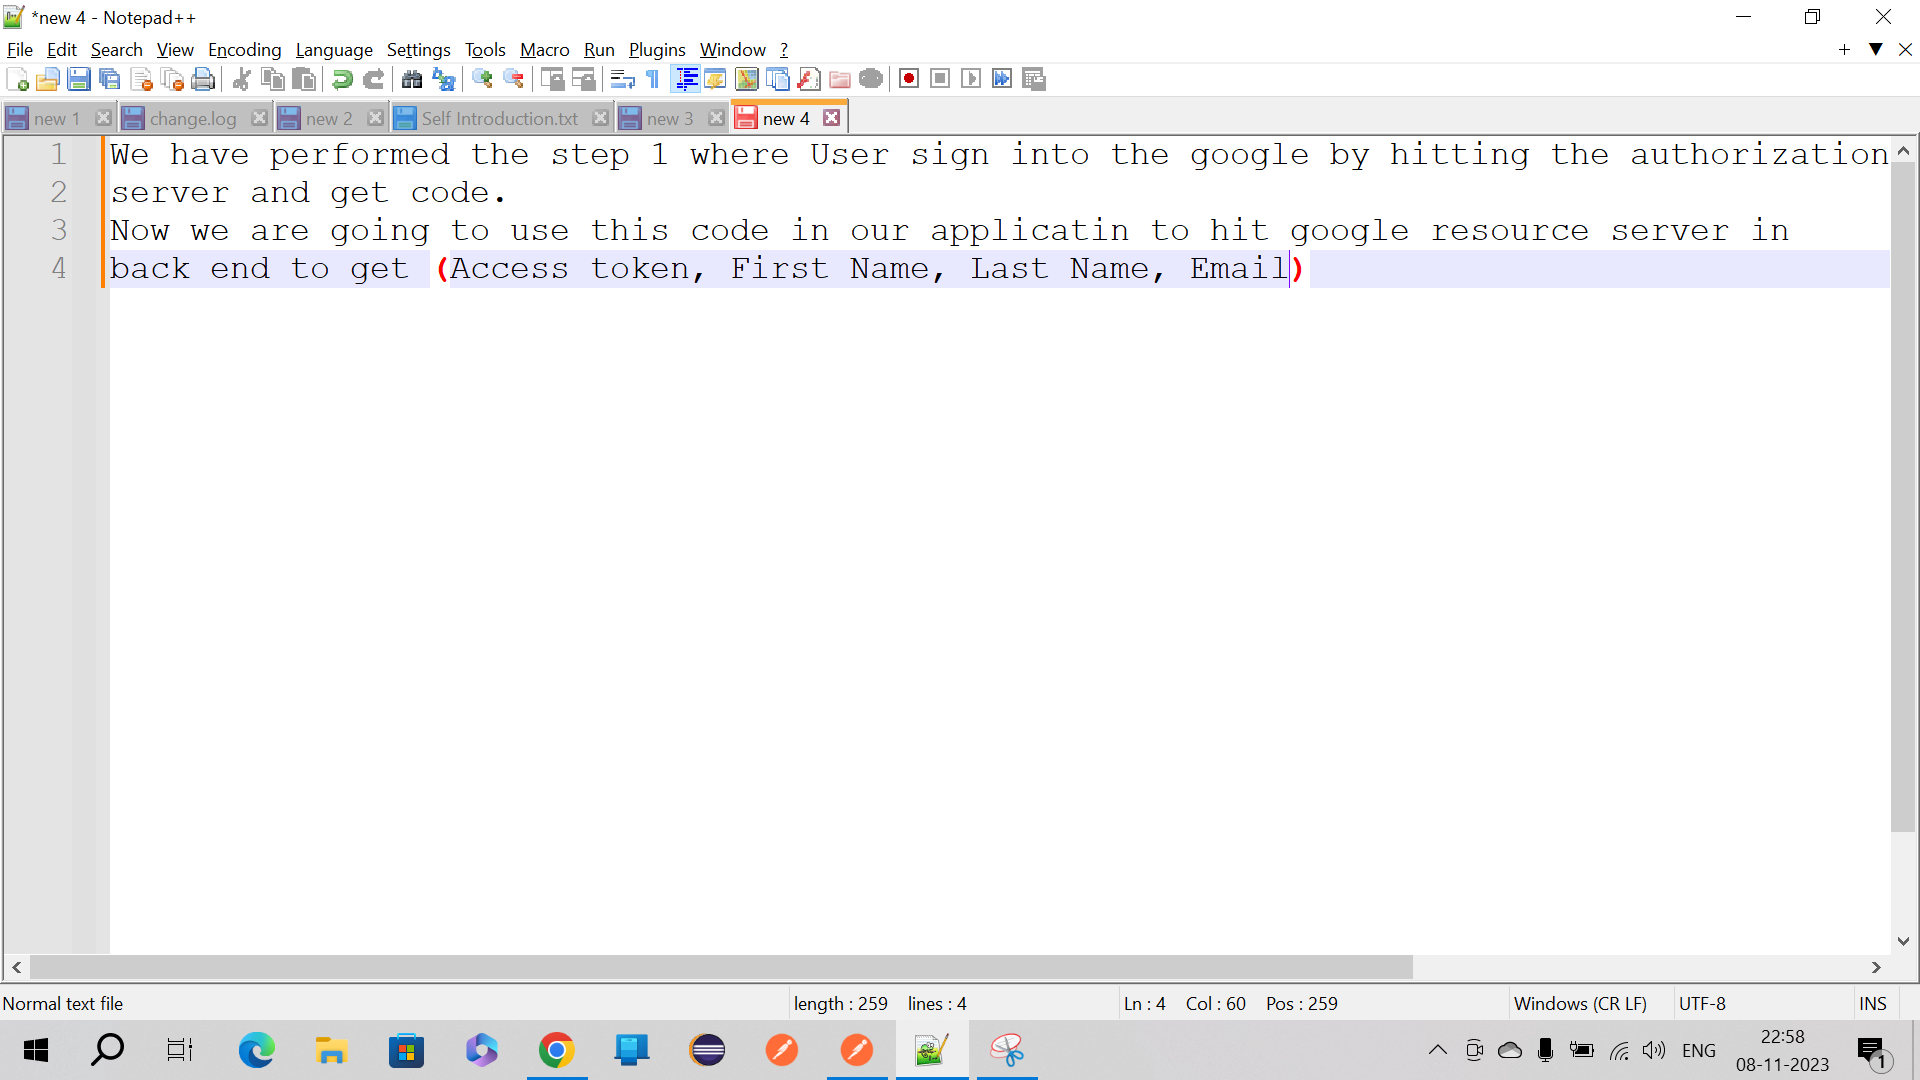 *new 4 - Notepad++
File Edit Search View Encoding Language Settings Tools Macro Run Plugins Window ?
new 1 change.log new 2 Self Introduction.txt new 3 new 4
1 We have performed the step 1 where User sign into the google by hitting the authorization
2 server and get code.
3 Now we are going to use this code in our applicatin to hit google resource server in
4 back end to get (Access token, First Name, Last Name, Email)
Normal text file length : 259 lines : 4 Ln : 4 Col : 60 Pos : 259 Windows (CR LF) UTF-8 INS
ENG 22:58 1
08-11-2023